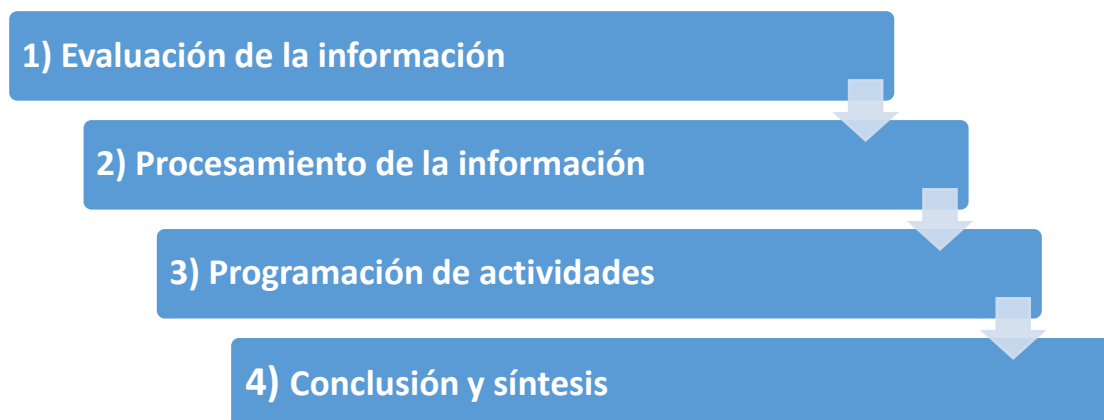 1) Evaluación de la información
2) Procesamiento de la información
3) Programación de actividades
4) Conclusión y síntesis